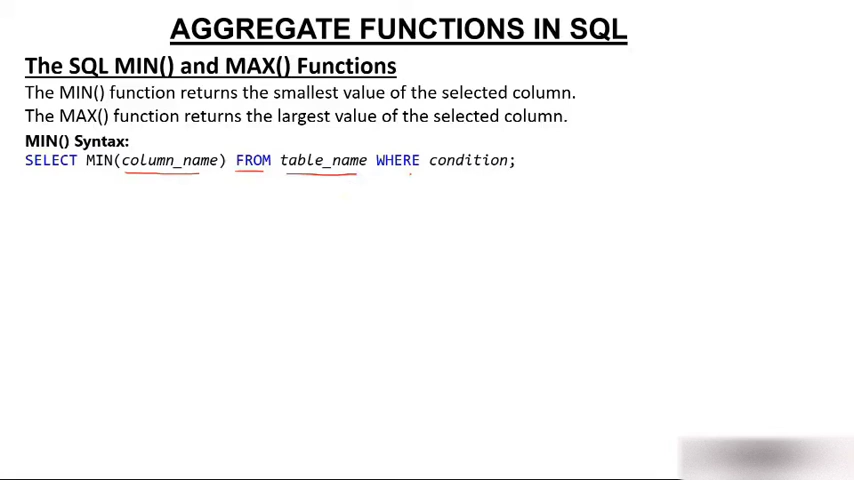 AGGREGATE FUNCTIONS IN SQL
The SQL MIN() and MAX() Functions
The MIN() function returns the smallest value of the selected column.
The MAX() function returns the largest value of the selected column.
MIN() Syntax:
SELECT MIN(column_name) FROM table_name WHERE condition;